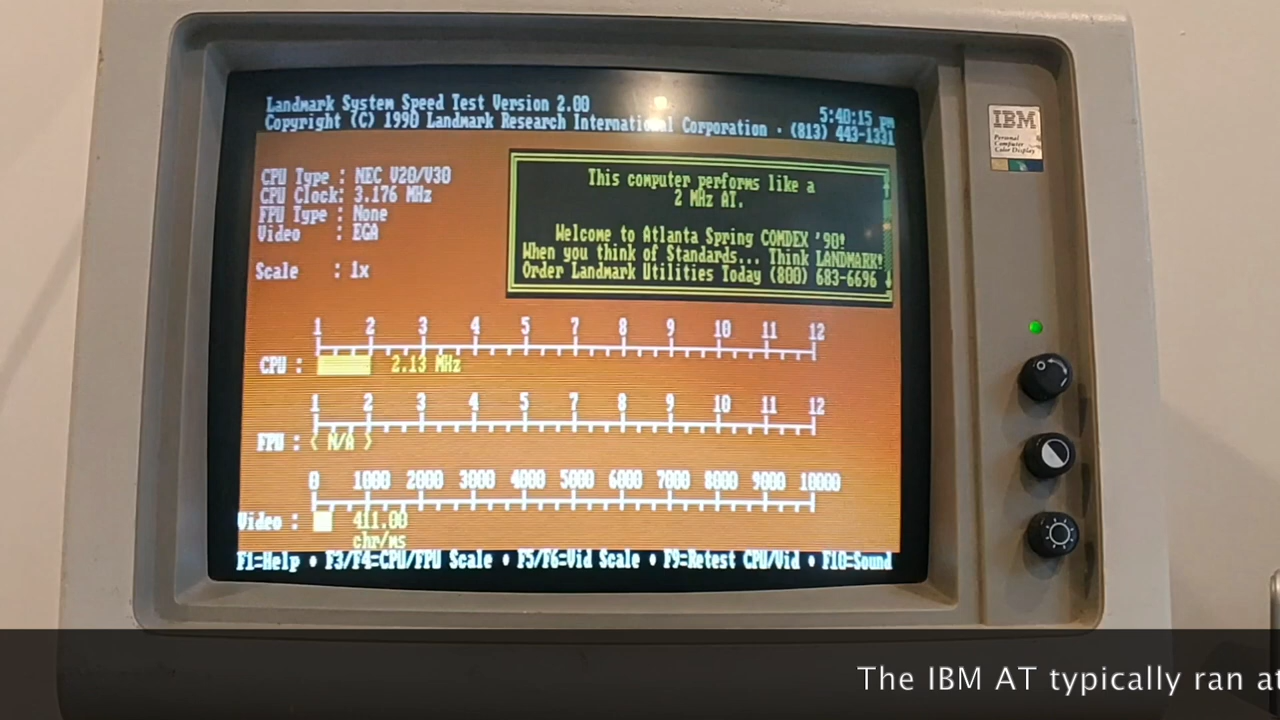 Landmark System Speed Test Version 2.00
5:40:15 pm
Copyright (C) 1990 Landmark Research International Corporation · (813) 443-1331
IBM
Personal
Computer
Color Display
CPU Type : NEC V20/V30
CPU Clock: 3.176 MHz
FPU Type : None
Video : EGA
Scale : 1x
This computer performs like a
2 MHz AT.
Welcome to Atlanta Spring COMDEX '90!
When you think of Standards... Think LANDMARK!
Order Landmark Utilities Today (800) 683-6696
1 2 3 4 5 7 8 9 10 11 12
CPU : 2.13 MHz
1 2 3 4 5 7 8 9 10 11 12
FPU : ( N/A )
0 1000 2000 3000 4000 5000 6000 7000 8000 9000 10000
Video : 411.00
chr/ms
F1=Help · F3/F4=CPU/FPU Scale · F5/F6=Vid Scale · F9=Retest CPU/Vid · F10=Sound
The IBM AT typically ran at